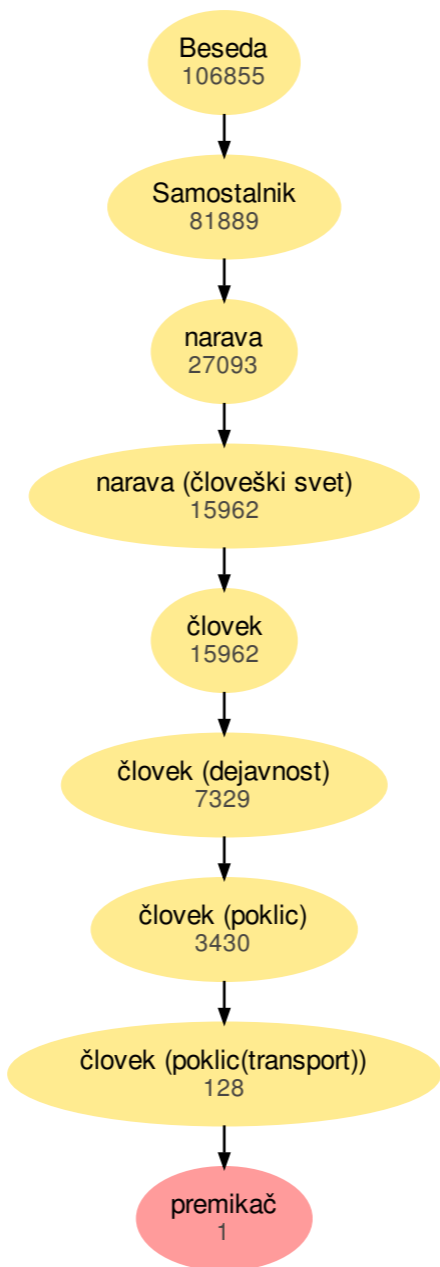 Beseda
106855
Samostalnik
81889
narava
27093
narava (človeški svet)
15962
človek
15962
človek (dejavnost)
7329
človek (poklic)
3430
človek (poklic(transport))
128
premikač
1